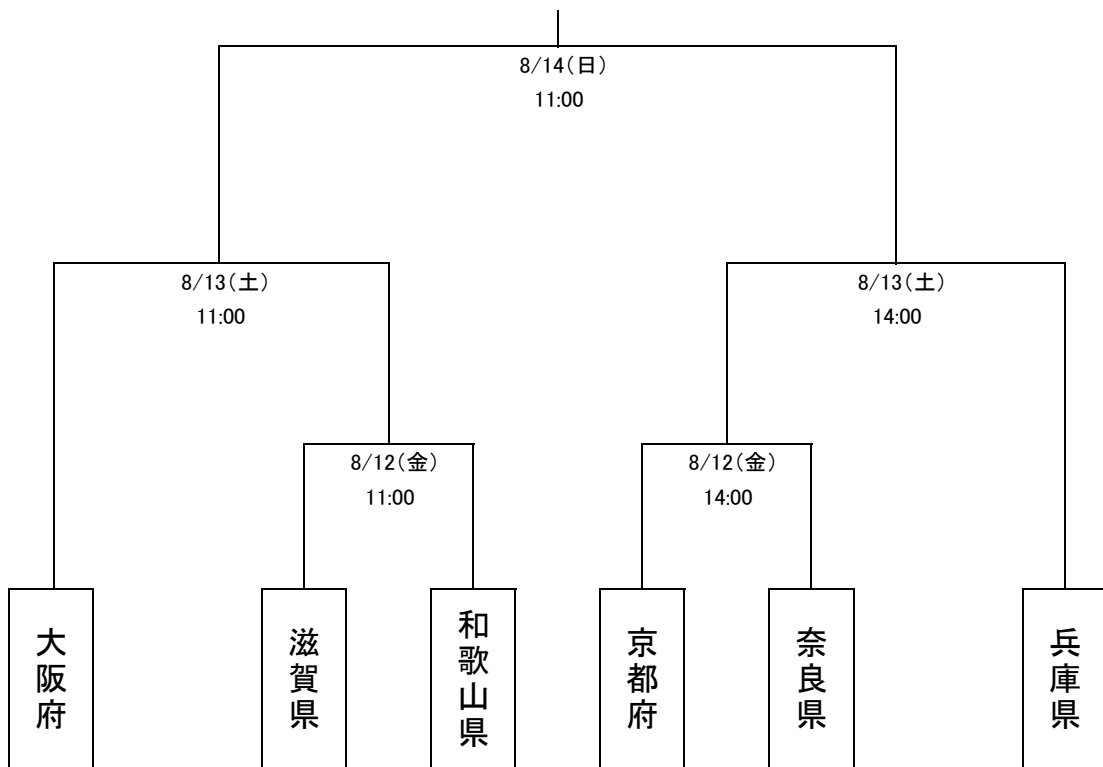 8/14(日)
11:00
8/13(土)
11:00
8/13(土)
14:00
8/12(金)
11:00
8/12(金)
14:00
大阪府
滋賀県
和歌山県
京都府
奈良県
兵庫県